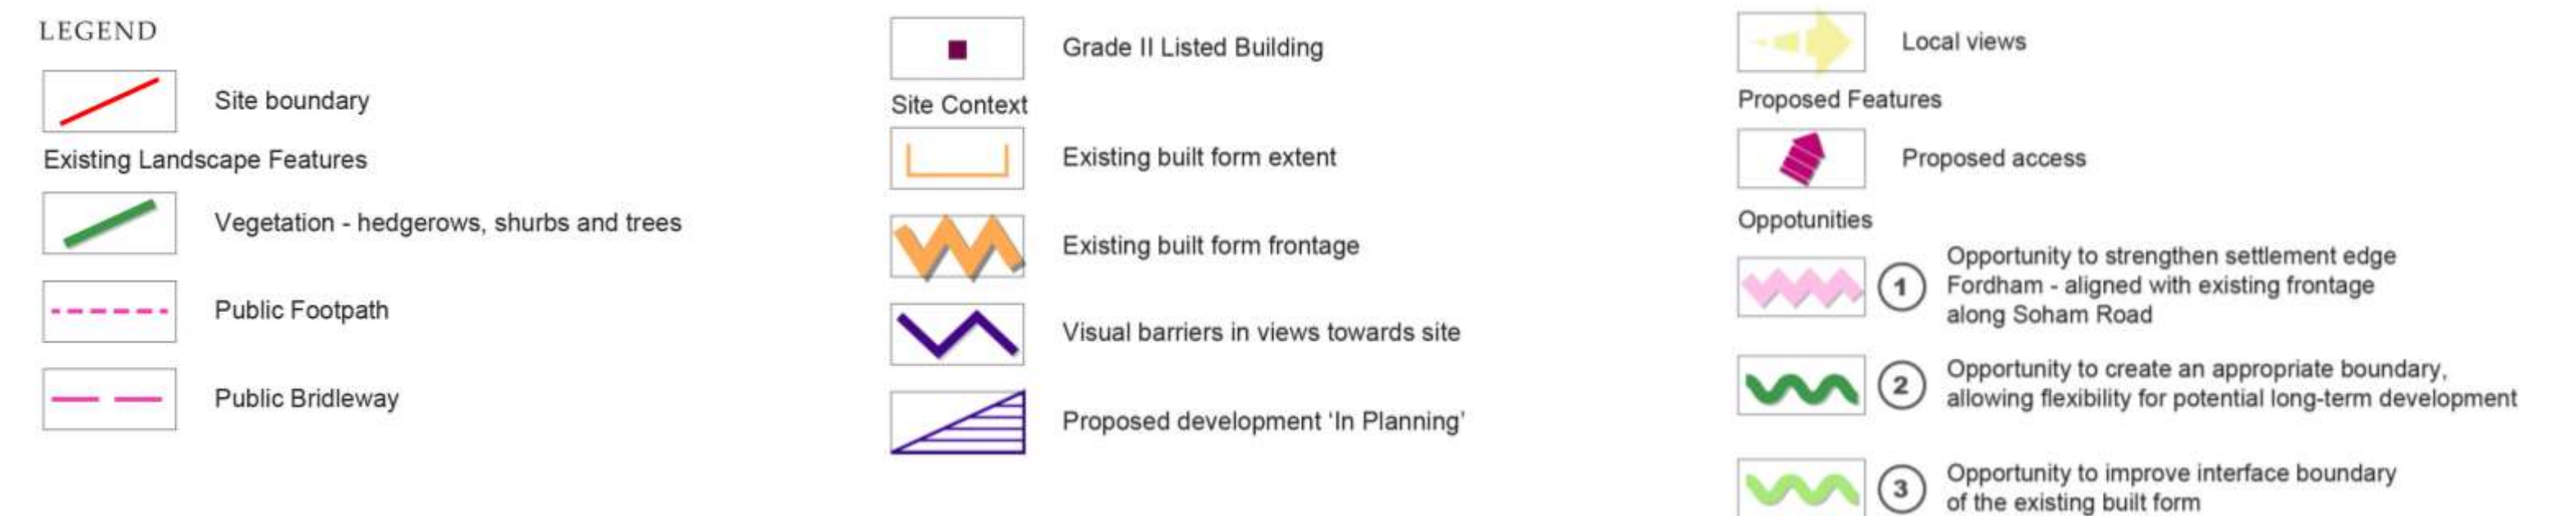 LEGEND
Site boundary
Existing Landscape Features
Vegetation - hedgerows, shurbs and trees
Public Footpath
Public Bridleway
Grade II Listed Building
Site Context
Existing built form extent
Existing built form frontage
Visual barriers in views towards site
Proposed development ‘In Planning’
Local views
Proposed Features
Proposed access
Oppotunities
1 Opportunity to strengthen settlement edge
Fordham - aligned with existing frontage
along Soham Road
2 Opportunity to create an appropriate boundary,
allowing flexibility for potential long-term development
3 Opportunity to improve interface boundary
of the existing built form